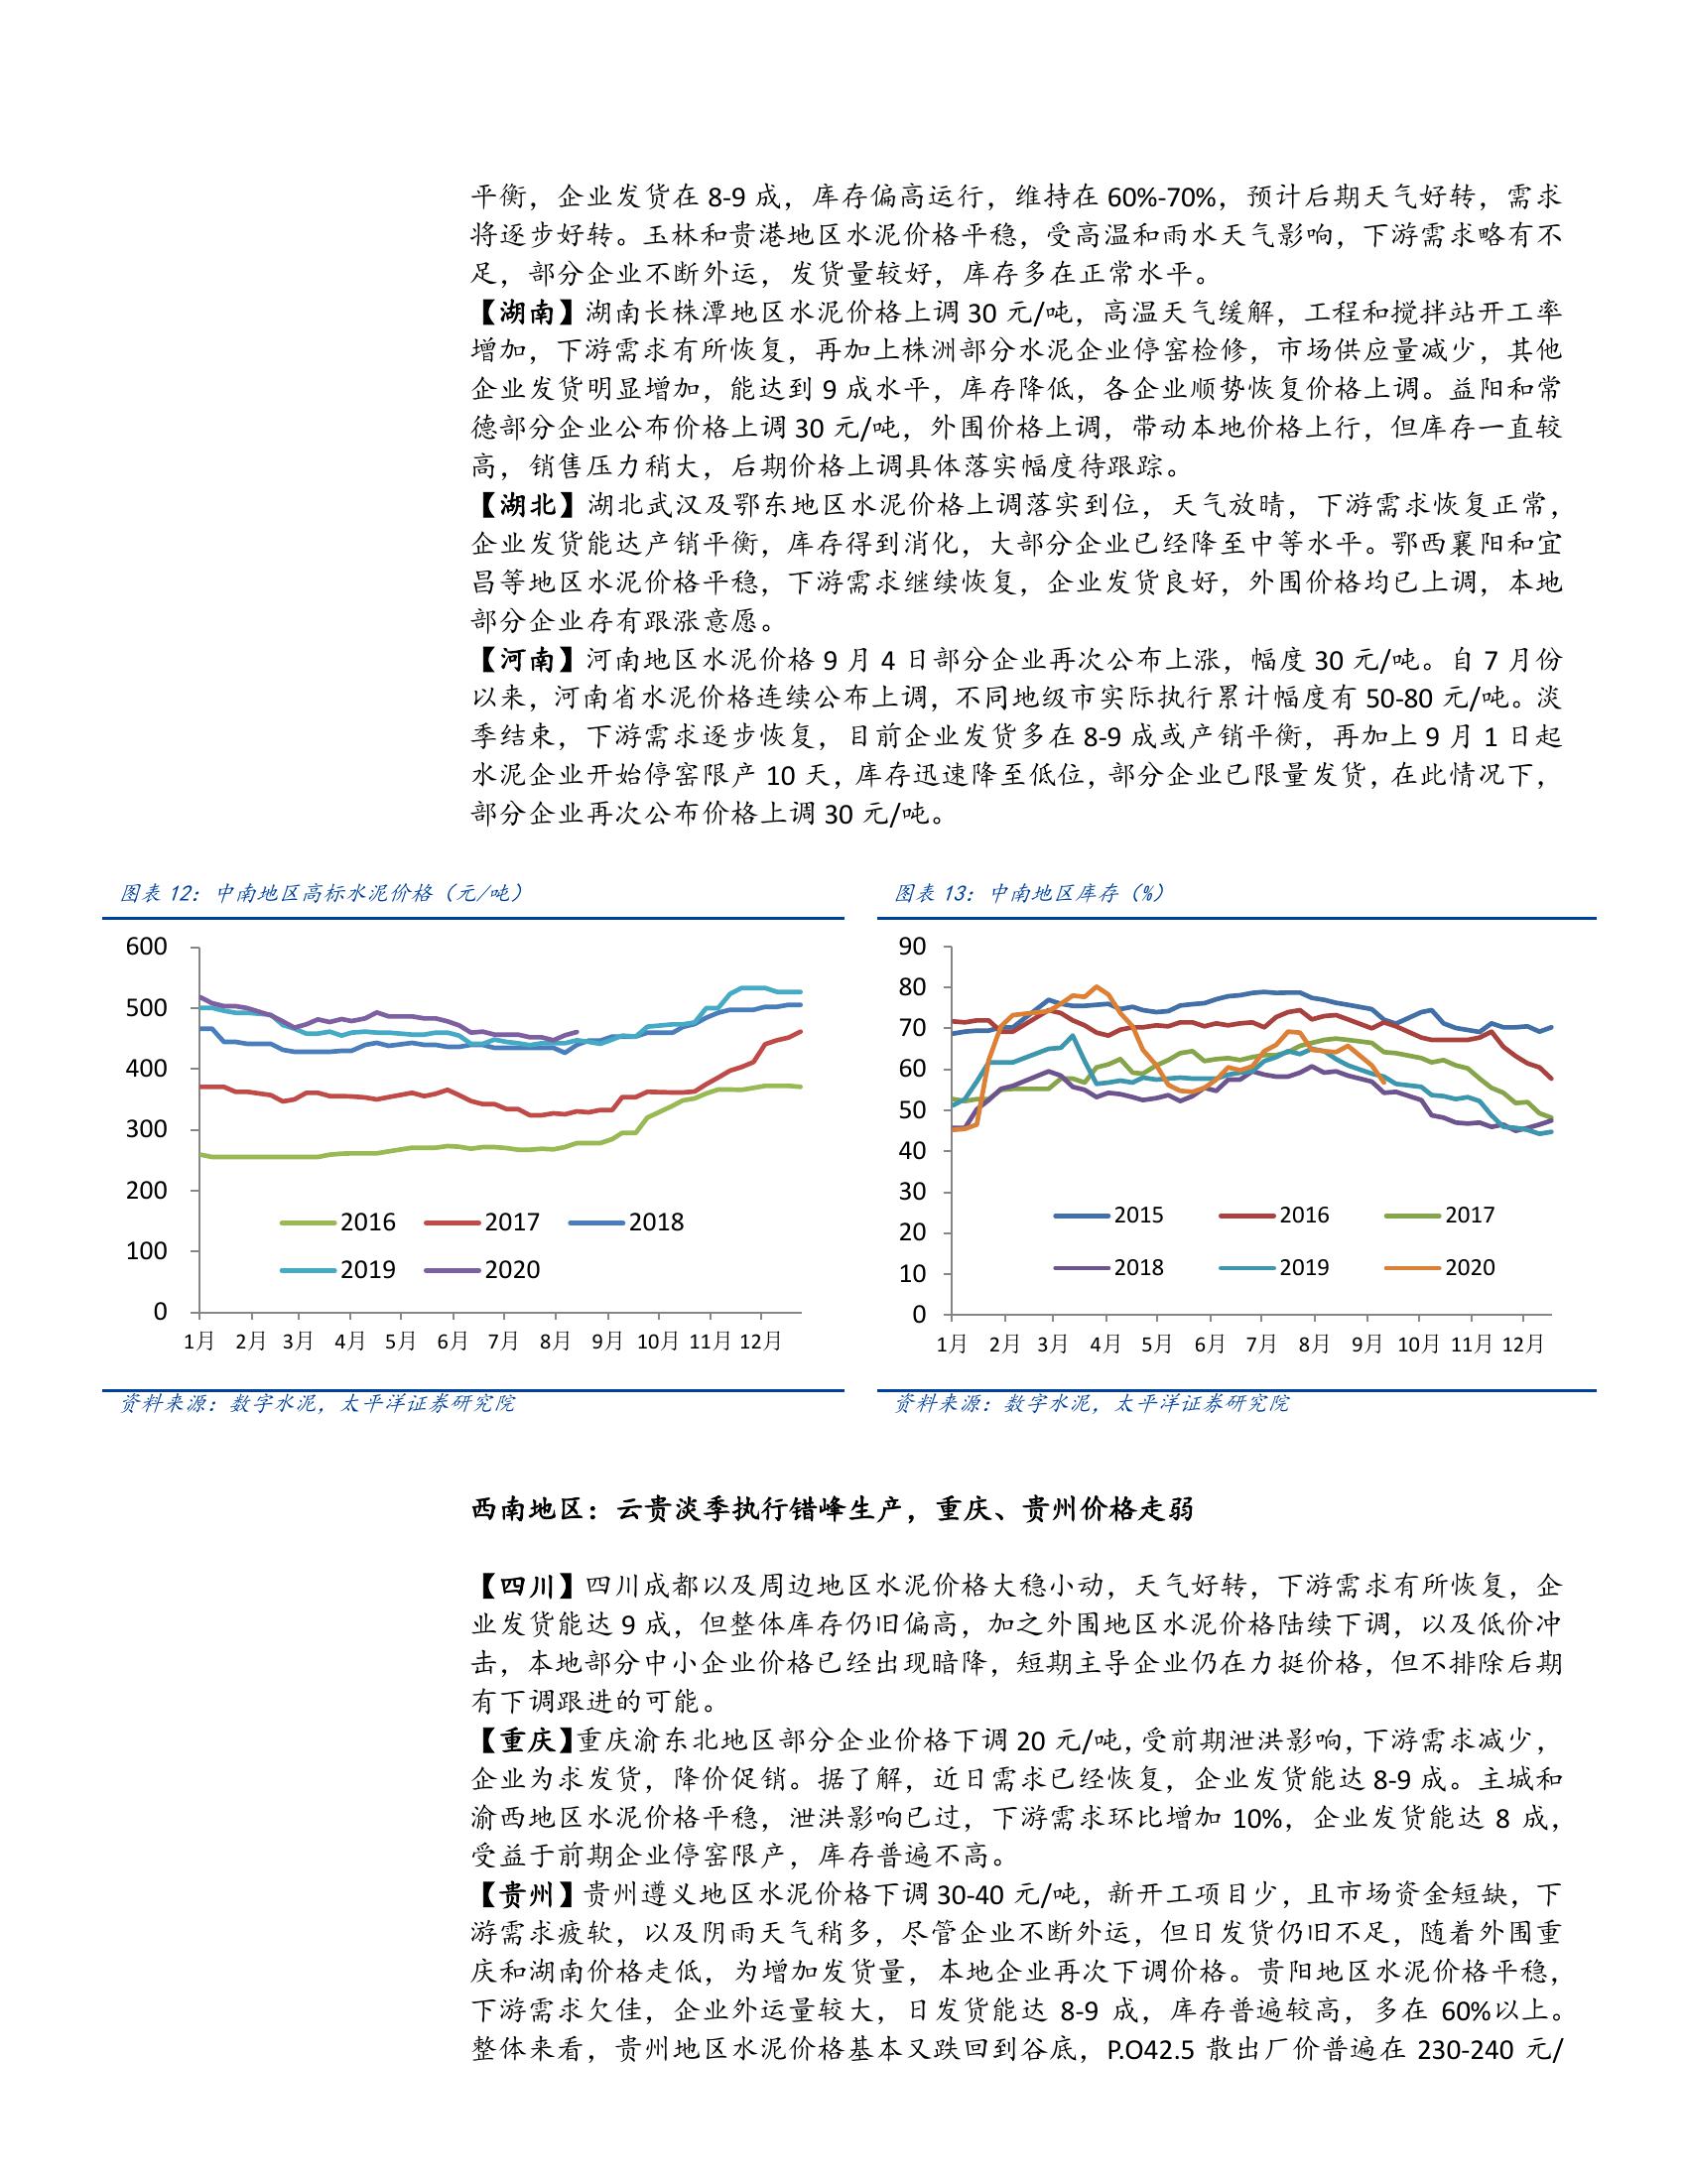 平衡，企业发货在 8-9 成，库存偏高运行，维持在 60%-70%，预计后期天气好转，需求
将逐步好转。玉林和贵港地区水泥价格平稳，受高温和雨水天气影响，下游需求略有不
足，部分企业不断外运，发货量较好，库存多在正常水平。
【湖南】湖南长株潭地区水泥价格上调 30 元/吨，高温天气缓解，工程和搅拌站开工率
增加，下游需求有所恢复，再加上株洲部分水泥企业停窑检修，市场供应量减少，其他
企业发货明显增加，能达到 9 成水平，库存降低，各企业顺势恢复价格上调。益阳和常
德部分企业公布价格上调 30 元/吨，外围价格上调，带动本地价格上行，但库存一直较
高，销售压力稍大，后期价格上调具体落实幅度待跟踪。
【湖北】湖北武汉及鄂东地区水泥价格上调落实到位，天气放晴，下游需求恢复正常，
企业发货能达产销平衡，库存得到消化，大部分企业已经降至中等水平。鄂西襄阳和宜
昌等地区水泥价格平稳，下游需求继续恢复，企业发货良好，外围价格均已上调，本地
部分企业存有跟涨意愿。
【河南】河南地区水泥价格 9 月 4 日部分企业再次公布上涨，幅度 30 元/吨。自 7 月份
以来，河南省水泥价格连续公布上调，不同地级市实际执行累计幅度有 50-80 元/吨。淡
季结束，下游需求逐步恢复，目前企业发货多在 8-9 成或产销平衡，再加上 9 月 1 日起
水泥企业开始停窑限产 10 天，库存迅速降至低位，部分企业已限量发货，在此情况下，
部分企业再次公布价格上调 30 元/吨。
图表 12：中南地区高标水泥价格（元/吨）
600
500
400
300
200
100
0
2016 2017 2018
2019 2020
1月 2月 3月 4月 5月 6月 7月 8月 9月 10月 11月 12月
资料来源：数字水泥，太平洋证券研究院
图表 13：中南地区库存（%）
90
80
70
60
50
40
30
20
10
0
2015 2016 2017
2018 2019 2020
1月 2月 3月 4月 5月 6月 7月 8月 9月 10月 11月 12月
资料来源：数字水泥，太平洋证券研究院
西南地区：云贵淡季执行错峰生产，重庆、贵州价格走弱
【四川】四川成都以及周边地区水泥价格大稳小动，天气好转，下游需求有所恢复，企
业发货能达 9 成，但整体库存仍旧偏高，加之外围地区水泥价格陆续下调，以及低价冲
击，本地部分中小企业价格已经出现暗降，短期主导企业仍在力挺价格，但不排除后期
有下调跟进的可能。
【重庆】重庆渝东北地区部分企业价格下调 20 元/吨，受前期泄洪影响，下游需求减少，
企业为求发货，降价促销。据了解，近日需求已经恢复，企业发货能达 8-9 成。主城和
渝西地区水泥价格平稳，泄洪影响已过，下游需求环比增加 10%，企业发货能达 8 成，
受益于前期企业停窑限产，库存普遍不高。
【贵州】贵州遵义地区水泥价格下调 30-40 元/吨，新开工项目少，且市场资金短缺，下
游需求疲软，以及阴雨天气稍多，尽管企业不断外运，但日发货仍旧不足，随着外围重
庆和湖南价格走低，为增加发货量，本地企业再次下调价格。贵阳地区水泥价格平稳，
下游需求欠佳，企业外运量较大，日发货能达 8-9 成，库存普遍较高，多在 60%以上。
整体来看，贵州地区水泥价格基本又跌回到谷底，P.O42.5 散出厂价普遍在 230-240 元/